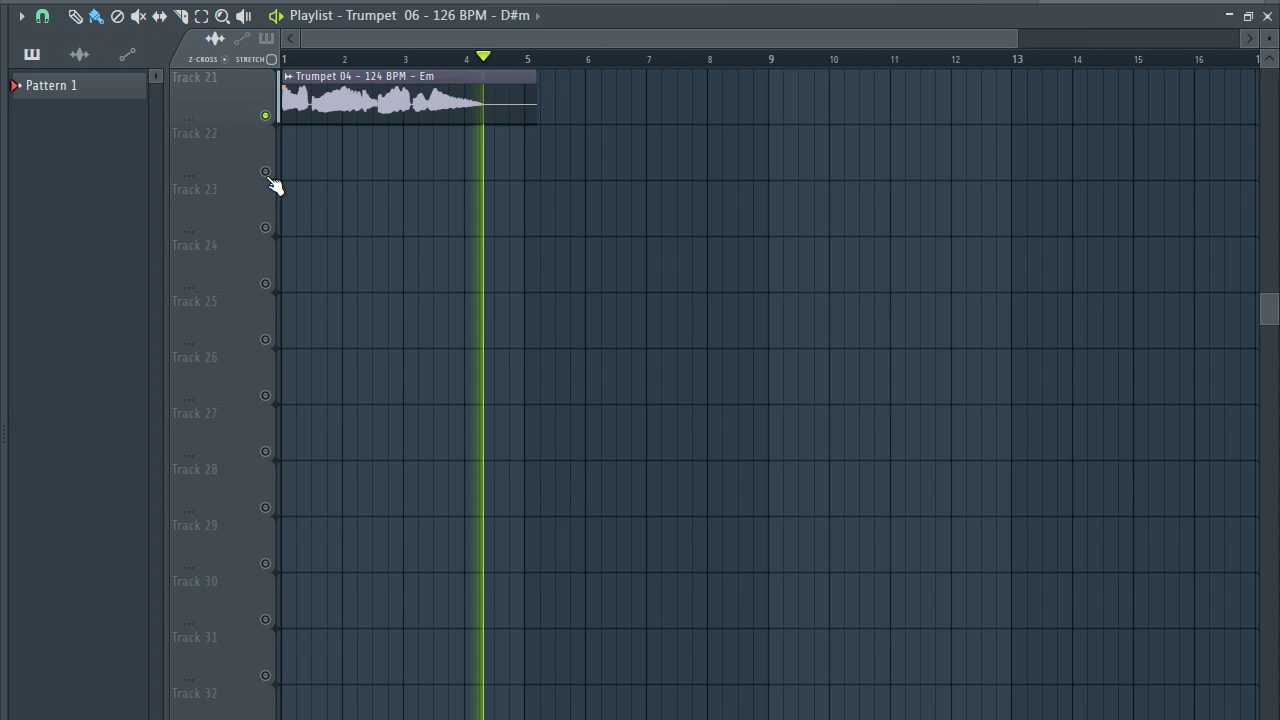 Playlist - Trumpet 06 - 126 BPM - D#m
Z-CROSS STRETCH
1 2 3 4 5 6 7 8 9 10 11 12 13 14 15 16
Pattern 1
Trumpet 04 - 124 BPM - Em
Track 21
...
Track 22
...
Track 23
...
Track 24
...
Track 25
...
Track 26
...
Track 27
...
Track 28
...
Track 29
...
Track 30
...
Track 31
...
Track 32